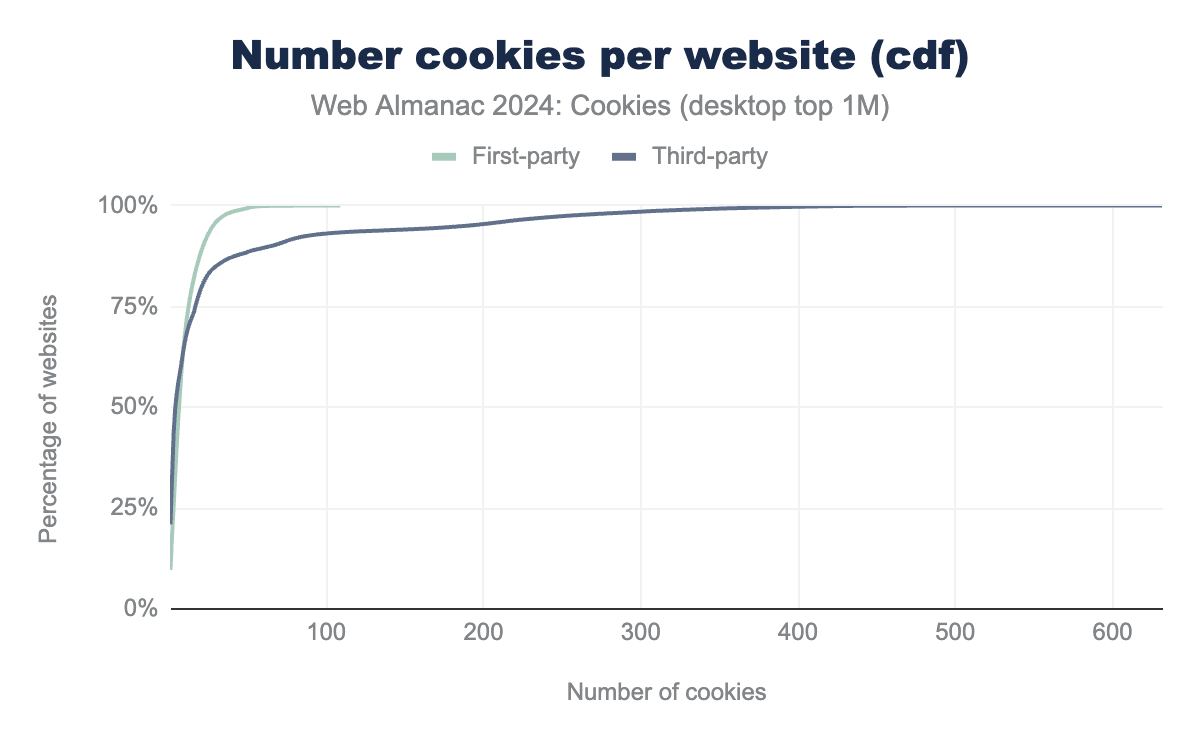 Number cookies per website (cdf)
Web Almanac 2024: Cookies (desktop top 1M)
First-party Third-party
100%
75%
50%
25%
0%
Percentage of websites
100 200 300 400 500 600
Number of cookies